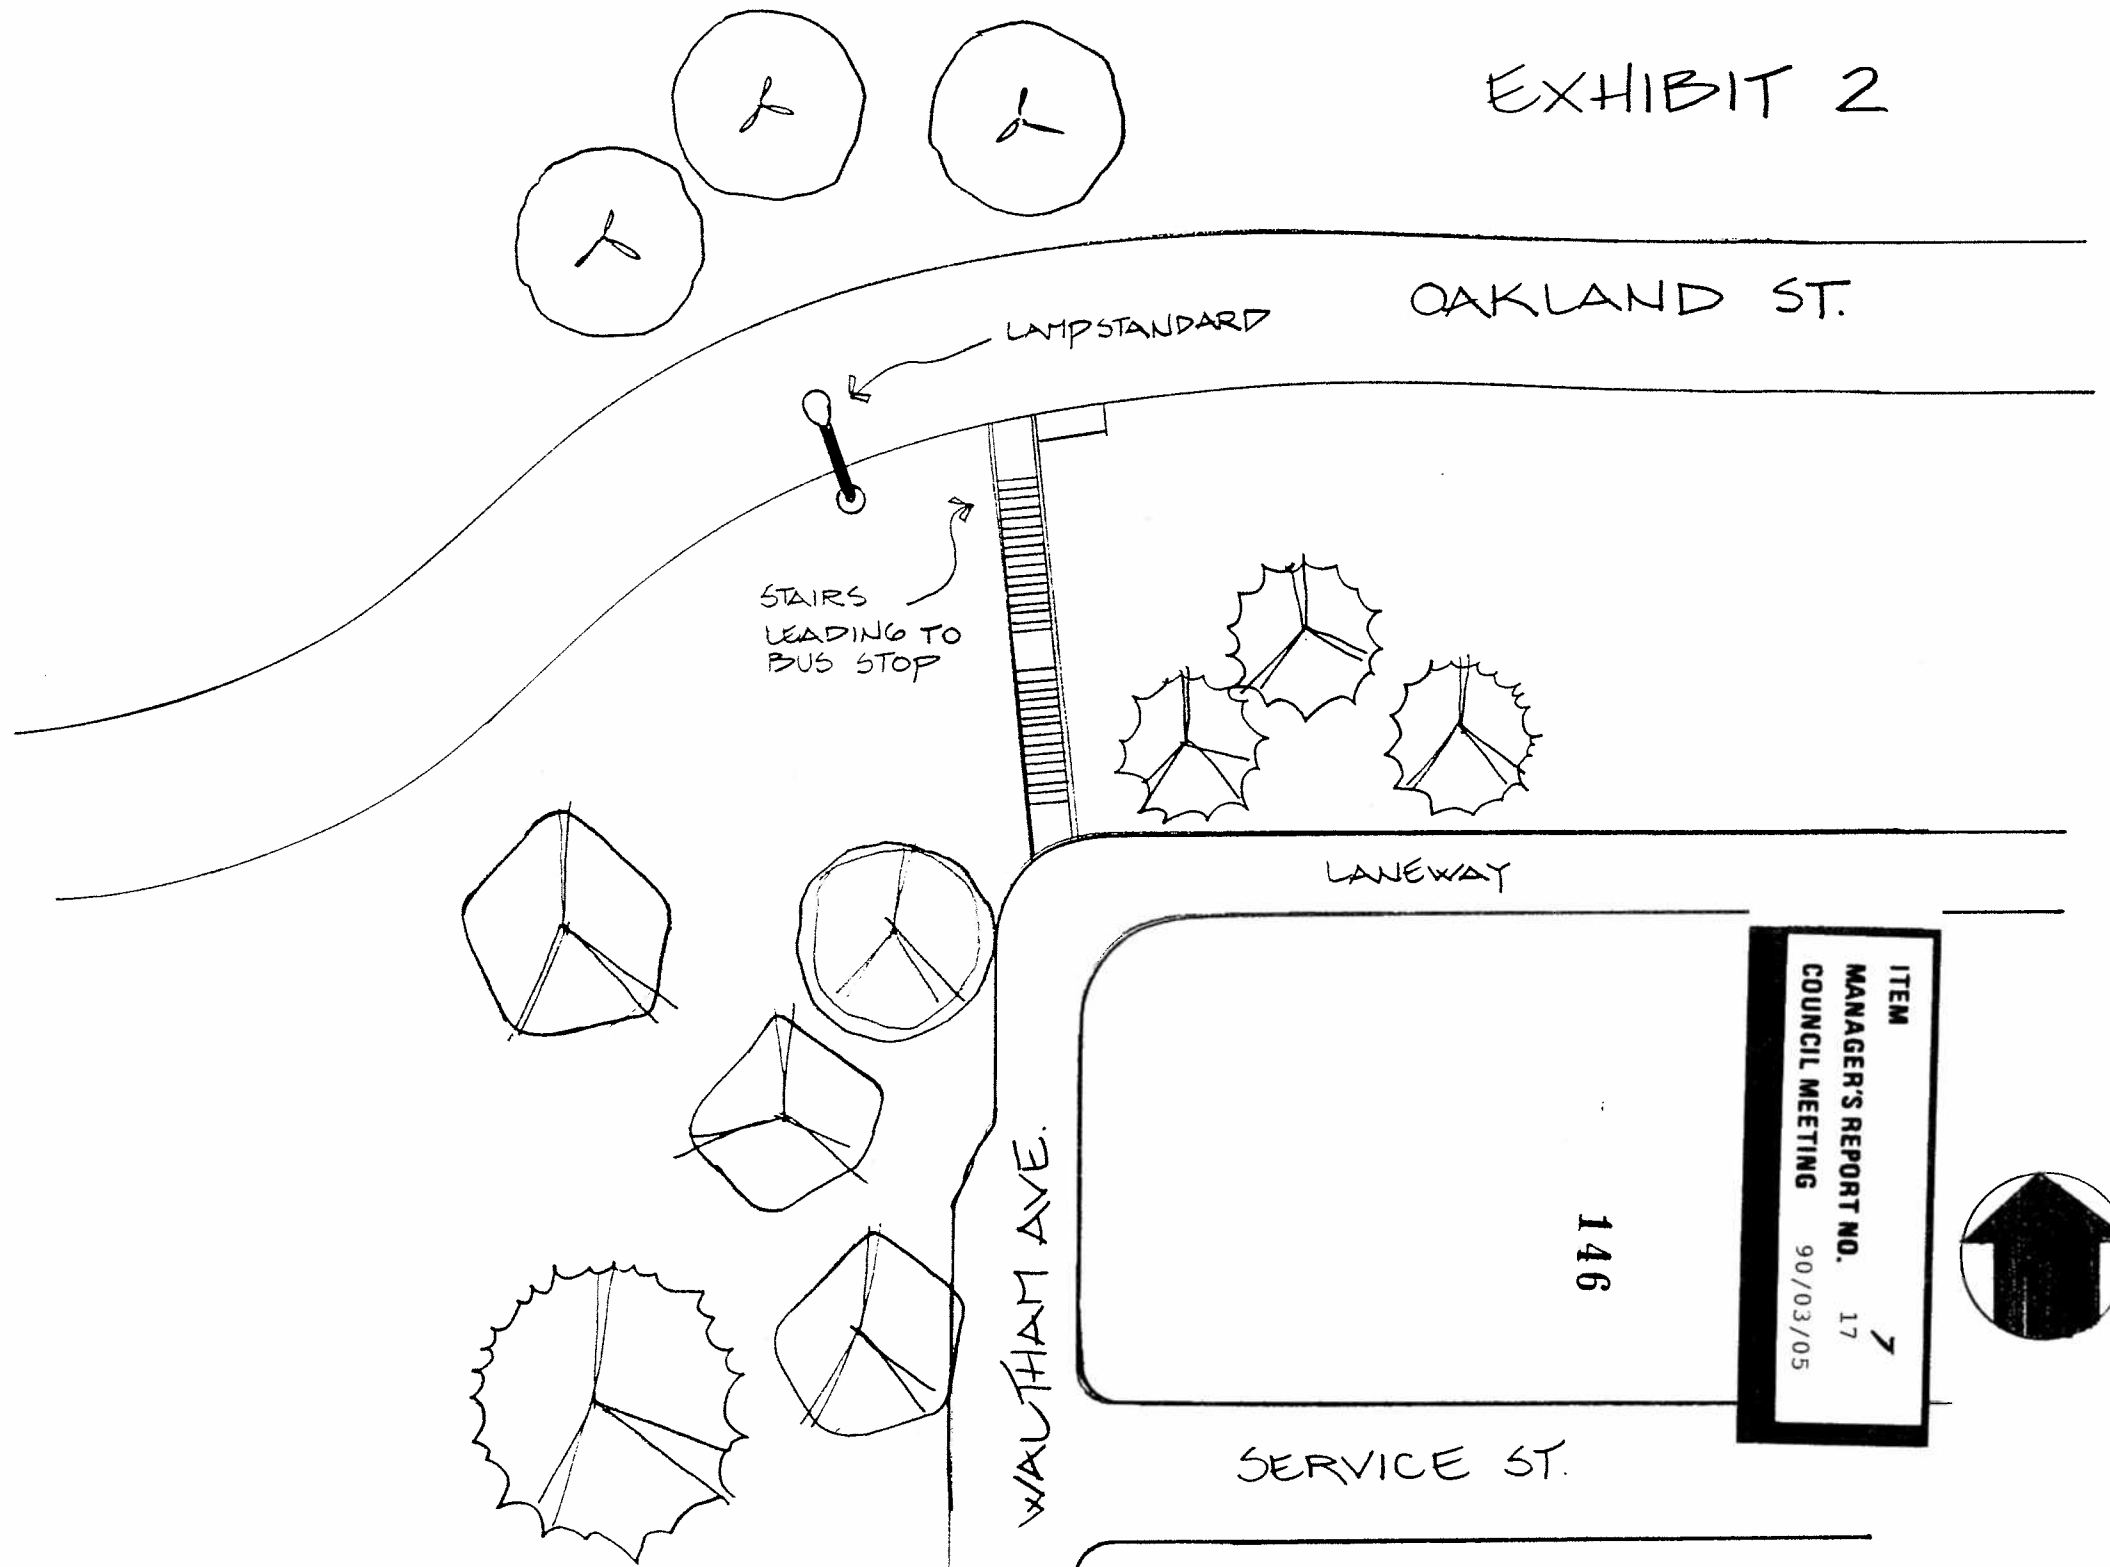 EXHIBIT 2
OAKLAND ST.
LAMPSTANDARD
STAIRS
LEADING TO
BUS STOP
LANEWAY
WALTHAM AVE.
SERVICE ST.
ITEM 7
MANAGER'S REPORT NO. 17
COUNCIL MEETING 90/03/05
146